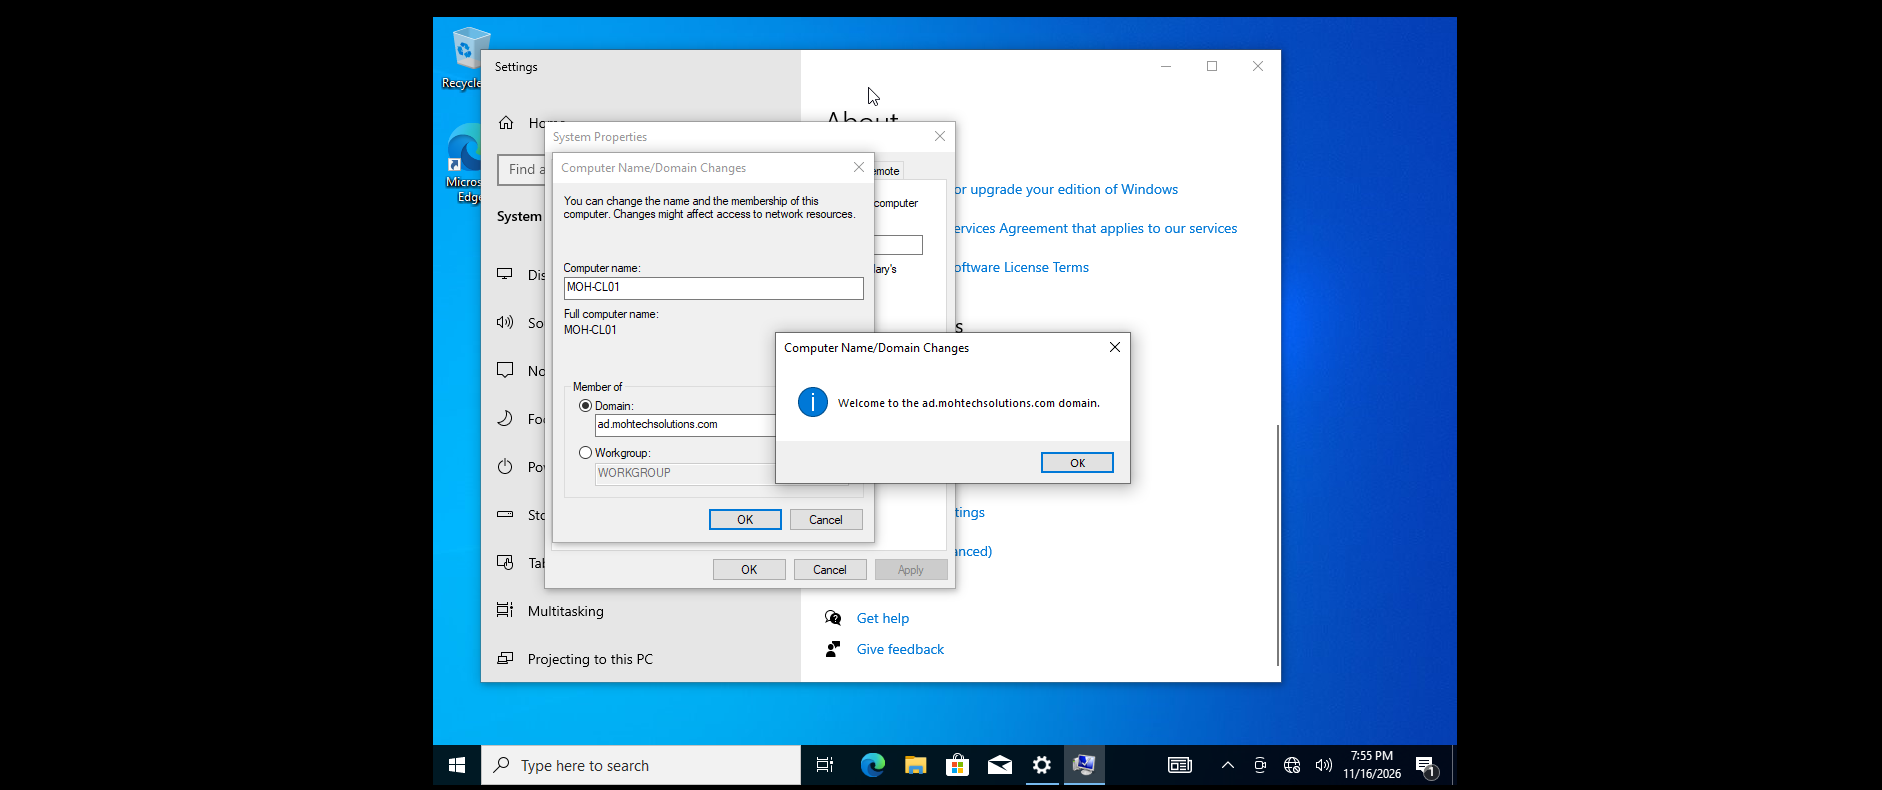 Recycle
Micros
Edge
Settings
Home
Find a
System
Dis
So
No
Fo
Po
Sto
Tab
Multitasking
Projecting to this PC
About
or upgrade your edition of Windows
ervices Agreement that applies to our services
oftware License Terms
s
tings
anced)
Get help
Give feedback
System Properties
emote
computer
lary's
OK
Cancel
Apply
Computer Name/Domain Changes
You can change the name and the membership of this
computer. Changes might affect access to network resources.
Computer name:
MOH-CL01
Full computer name:
MOH-CL01
Member of
Domain:
ad.mohtechsolutions.com
Workgroup:
WORKGROUP
OK
Cancel
Computer Name/Domain Changes
Welcome to the ad.mohtechsolutions.com domain.
OK
Type here to search
7:55 PM
11/16/2026
1